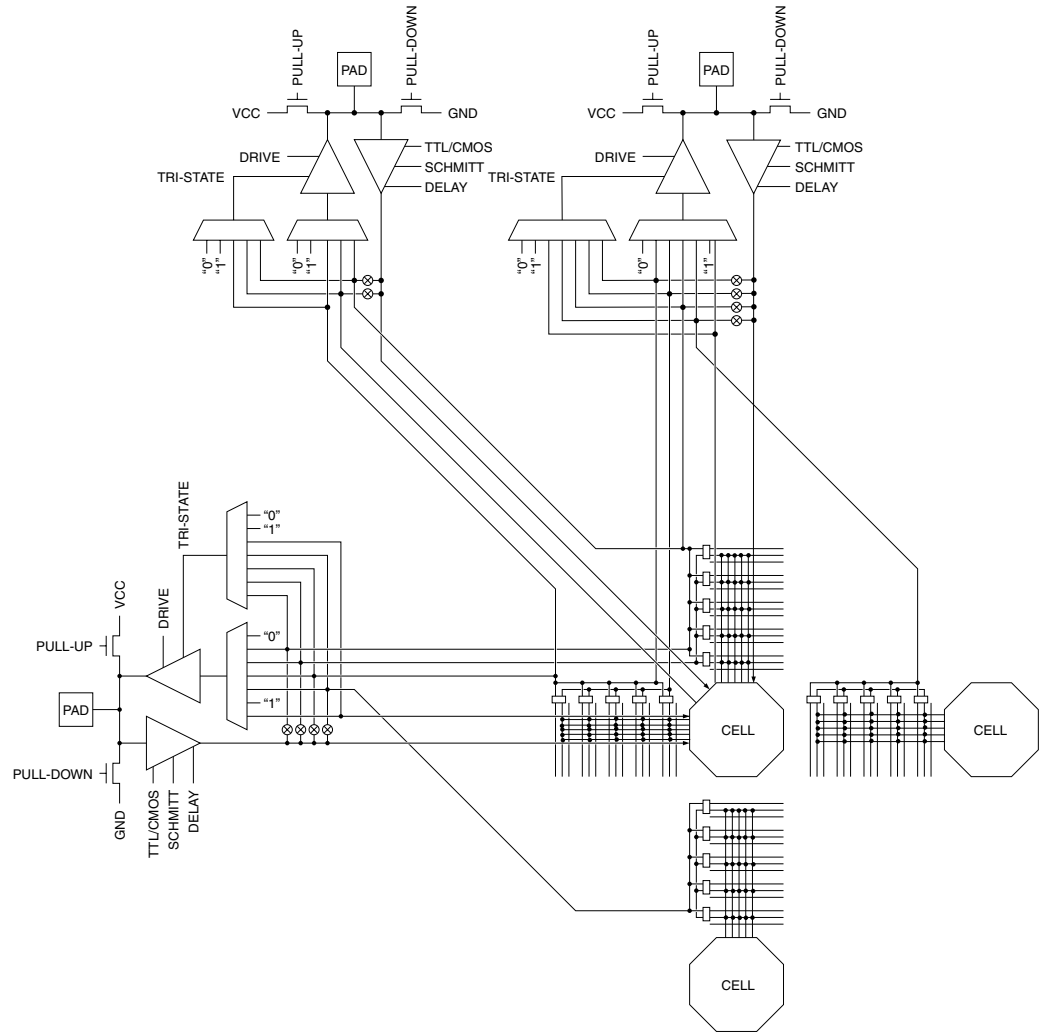 PULL-UP
PAD
PULL-DOWN
VCC
GND
DRIVE
TTL/CMOS
SCHMITT
TRI-STATE
DELAY
“0”
“1”
“0”
“1”
PULL-UP
PAD
PULL-DOWN
VCC
GND
DRIVE
TTL/CMOS
SCHMITT
TRI-STATE
DELAY
“0”
“1”
“0”
“1”
TRI-STATE
“0”
“1”
VCC
DRIVE
PULL-UP
“0”
PAD
“1”
PULL-DOWN
GND
TTL/CMOS
SCHMITT
DELAY
CELL
CELL
CELL